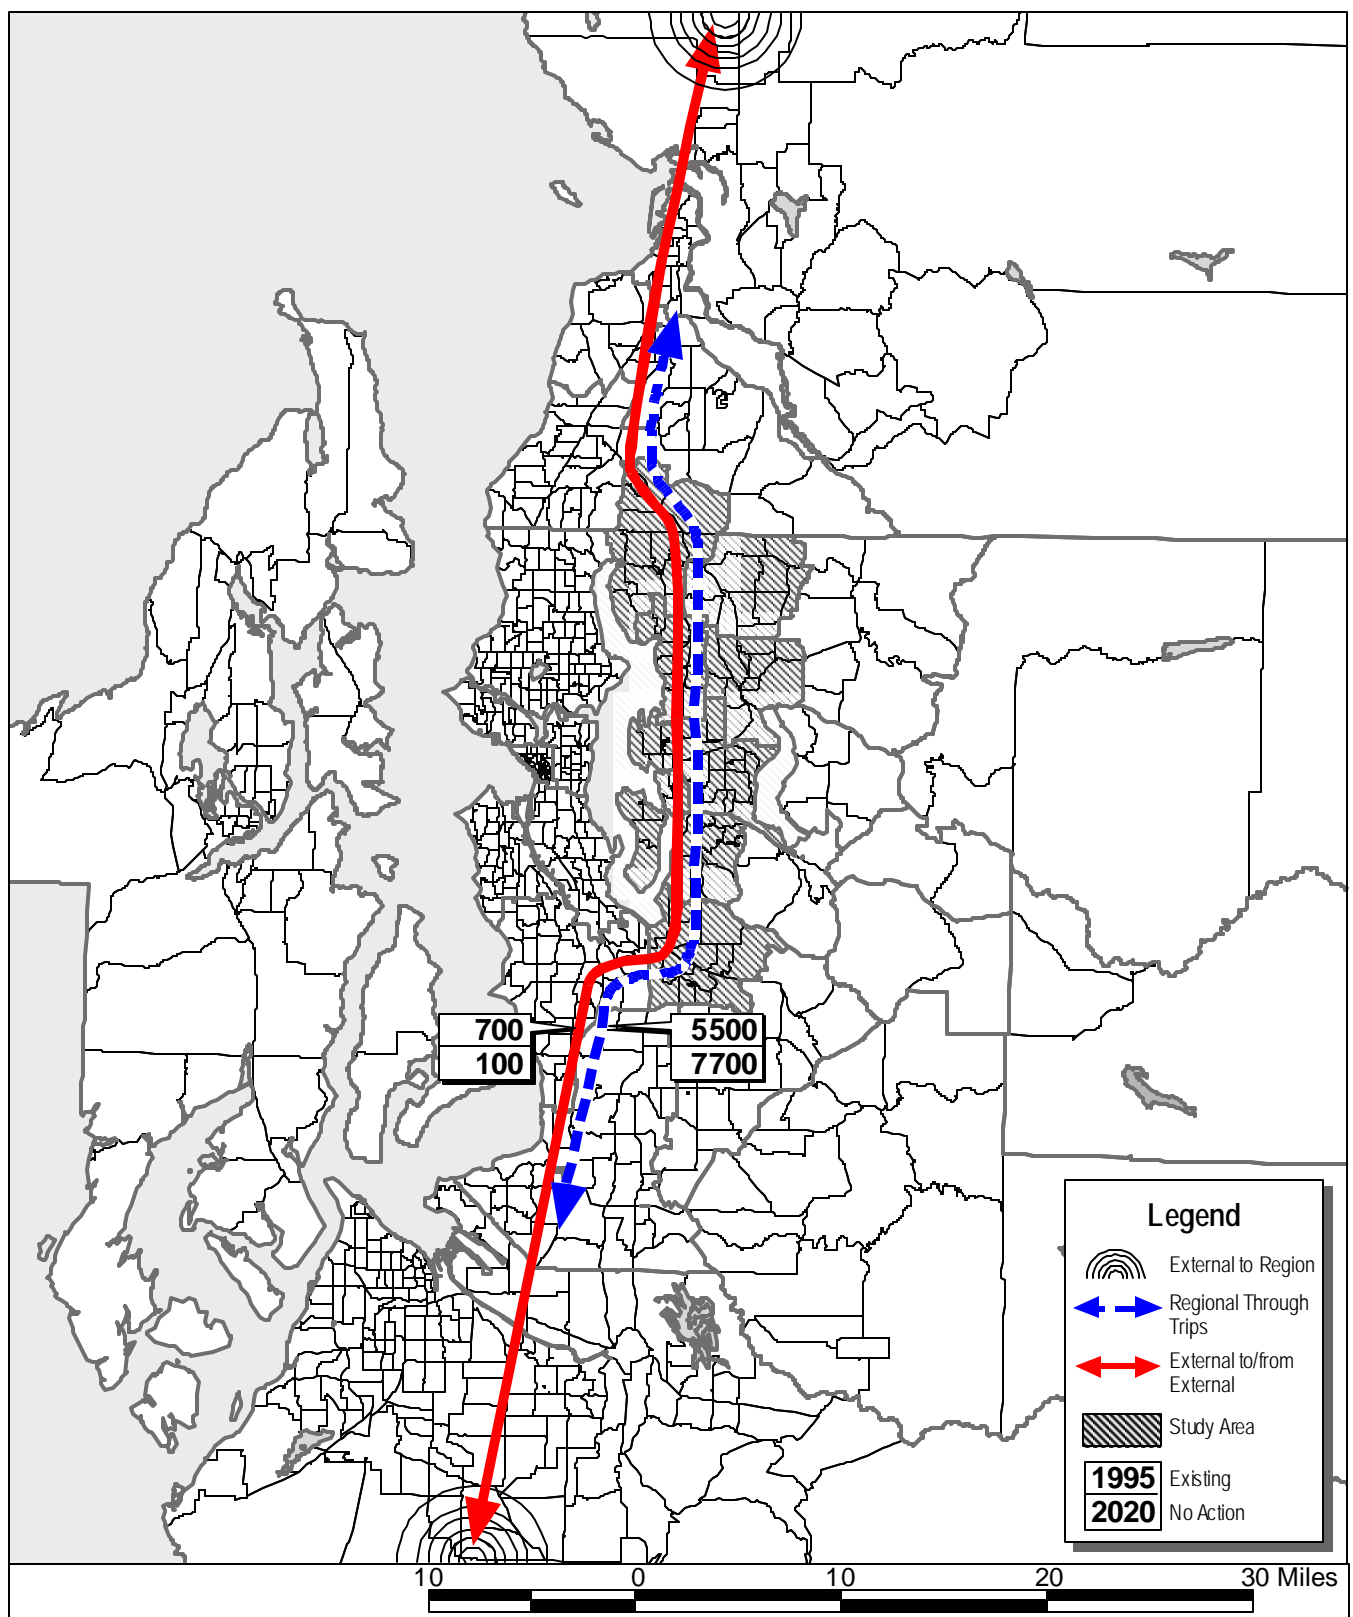 700
100
5500
7700
Legend
External to Region
Regional Through
Trips
External to/from
External
Study Area
1995 Existing
2020 No Action
10 0 10 20 30 Miles